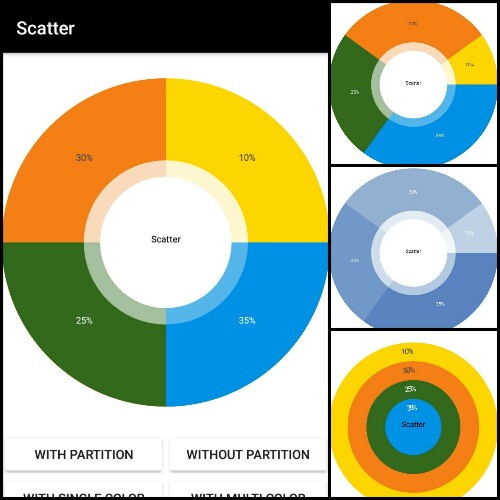 Scatter
30%
10%
Scatter
25%
35%
WITH PARTITION
WITHOUT PARTITION
WITH SINGLE COLOR
WITH MULTI COLOR
30%
10%
Scatter
25%
35%
30%
10%
Scatter
25%
35%
10%
30%
25%
Scatter